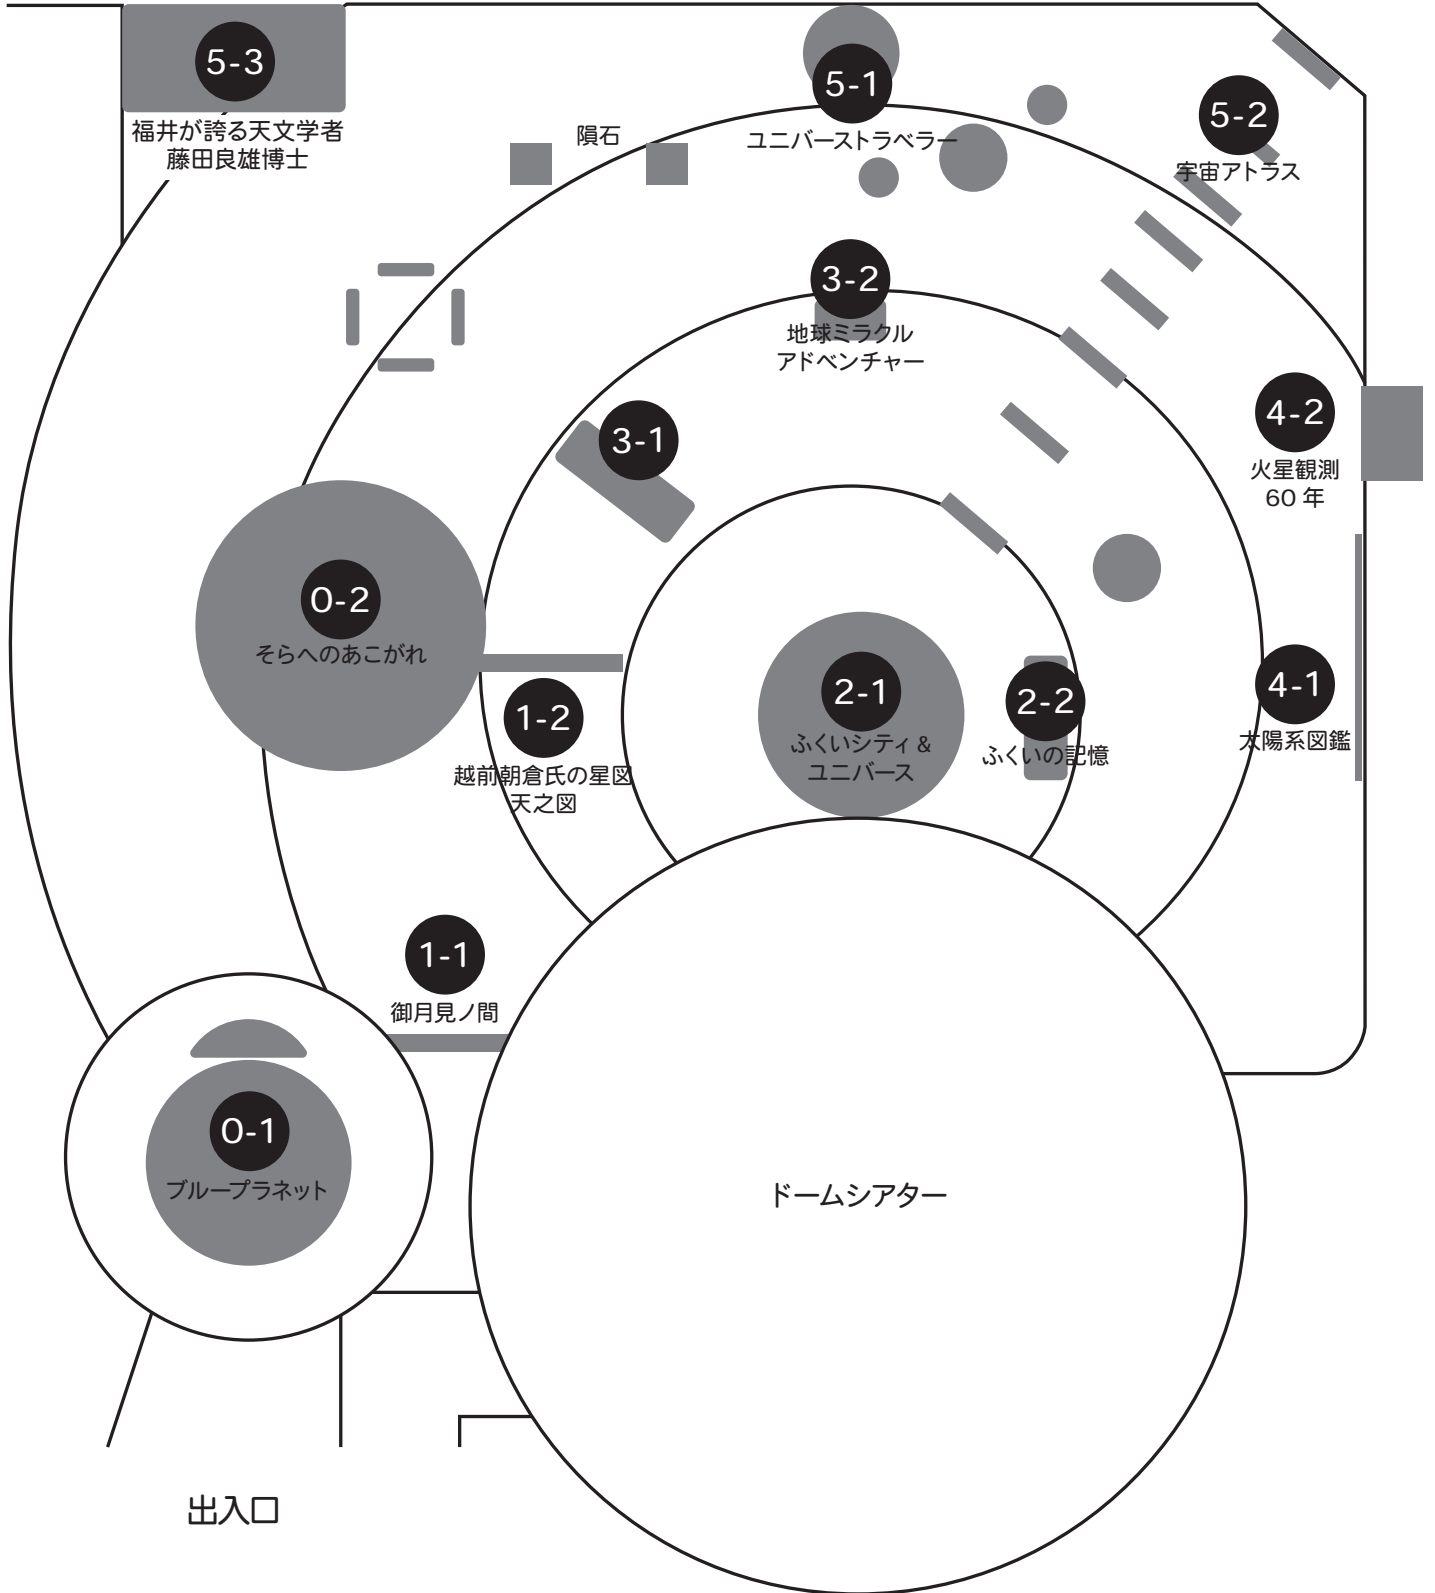 5-3
福井が誇る天文学者
藤田良雄博士
隕石
5-1
ユニバーストラベラー
5-2
宇宙アトラス
3-2
地球ミラクル
アドベンチャー
3-1
4-2
火星観測
60 年
0-2
そらへのあこがれ
1-2
越前朝倉氏の星図
天之図
2-1
ふくいシティ &
ユニバース
2-2
ふくいの記憶
4-1
太陽系図鑑
1-1
御月見ノ間
0-1
ブループラネット
ドームシアター
出入口